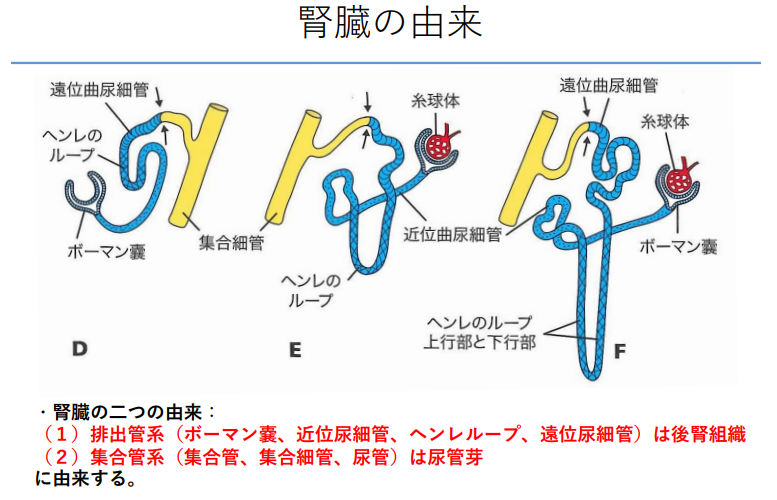 腎臓の由来
遠位曲尿細管
ヘンレの
ループ
ボーマン嚢
集合細管
D
糸球体
近位曲尿細管
ヘンレの
ループ
E
遠位曲尿細管
糸球体
ボーマン嚢
ヘンレのループ
上行部と下行部
F
・腎臓の二つの由来：
（１）排出管系（ボーマン嚢、近位尿細管、ヘンレループ、遠位尿細管）は後腎組織
（２）集合管系（集合管、集合細管、尿管）は尿管芽
に由来する。